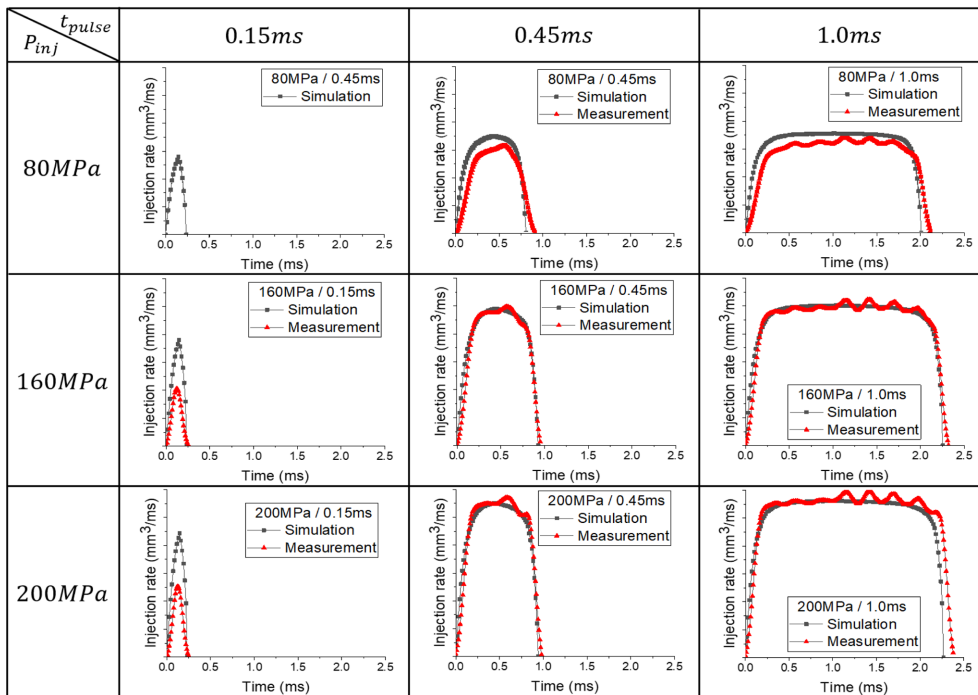 t_pulse
P_inj
0.15ms
0.45ms
1.0ms
80MPa
Injection rate (mm³/ms)
80MPa / 0.45ms
Simulation
0.0 0.5 1.0 1.5 2.0 2.5
Time (ms)
Injection rate (mm³/ms)
80MPa / 0.45ms
Simulation
Measurement
0.0 0.5 1.0 1.5 2.0 2.5
Time (ms)
Injection rate (mm³/ms)
80MPa / 1.0ms
Simulation
Measurement
0.0 0.5 1.0 1.5 2.0 2.5
Time (ms)
160MPa
Injection rate (mm³/ms)
160MPa / 0.15ms
Simulation
Measurement
0.0 0.5 1.0 1.5 2.0 2.5
Time (ms)
Injection rate (mm³/ms)
160MPa / 0.45ms
Simulation
Measurement
0.0 0.5 1.0 1.5 2.0 2.5
Time (ms)
Injection rate (mm³/ms)
160MPa / 1.0ms
Simulation
Measurement
0.0 0.5 1.0 1.5 2.0 2.5
Time (ms)
200MPa
Injection rate (mm³/ms)
200MPa / 0.15ms
Simulation
Measurement
0.0 0.5 1.0 1.5 2.0 2.5
Time (ms)
Injection rate (mm³/ms)
200MPa / 0.45ms
Simulation
Measurement
0.0 0.5 1.0 1.5 2.0 2.5
Time (ms)
Injection rate (mm³/ms)
200MPa / 1.0ms
Simulation
Measurement
0.0 0.5 1.0 1.5 2.0 2.5
Time (ms)